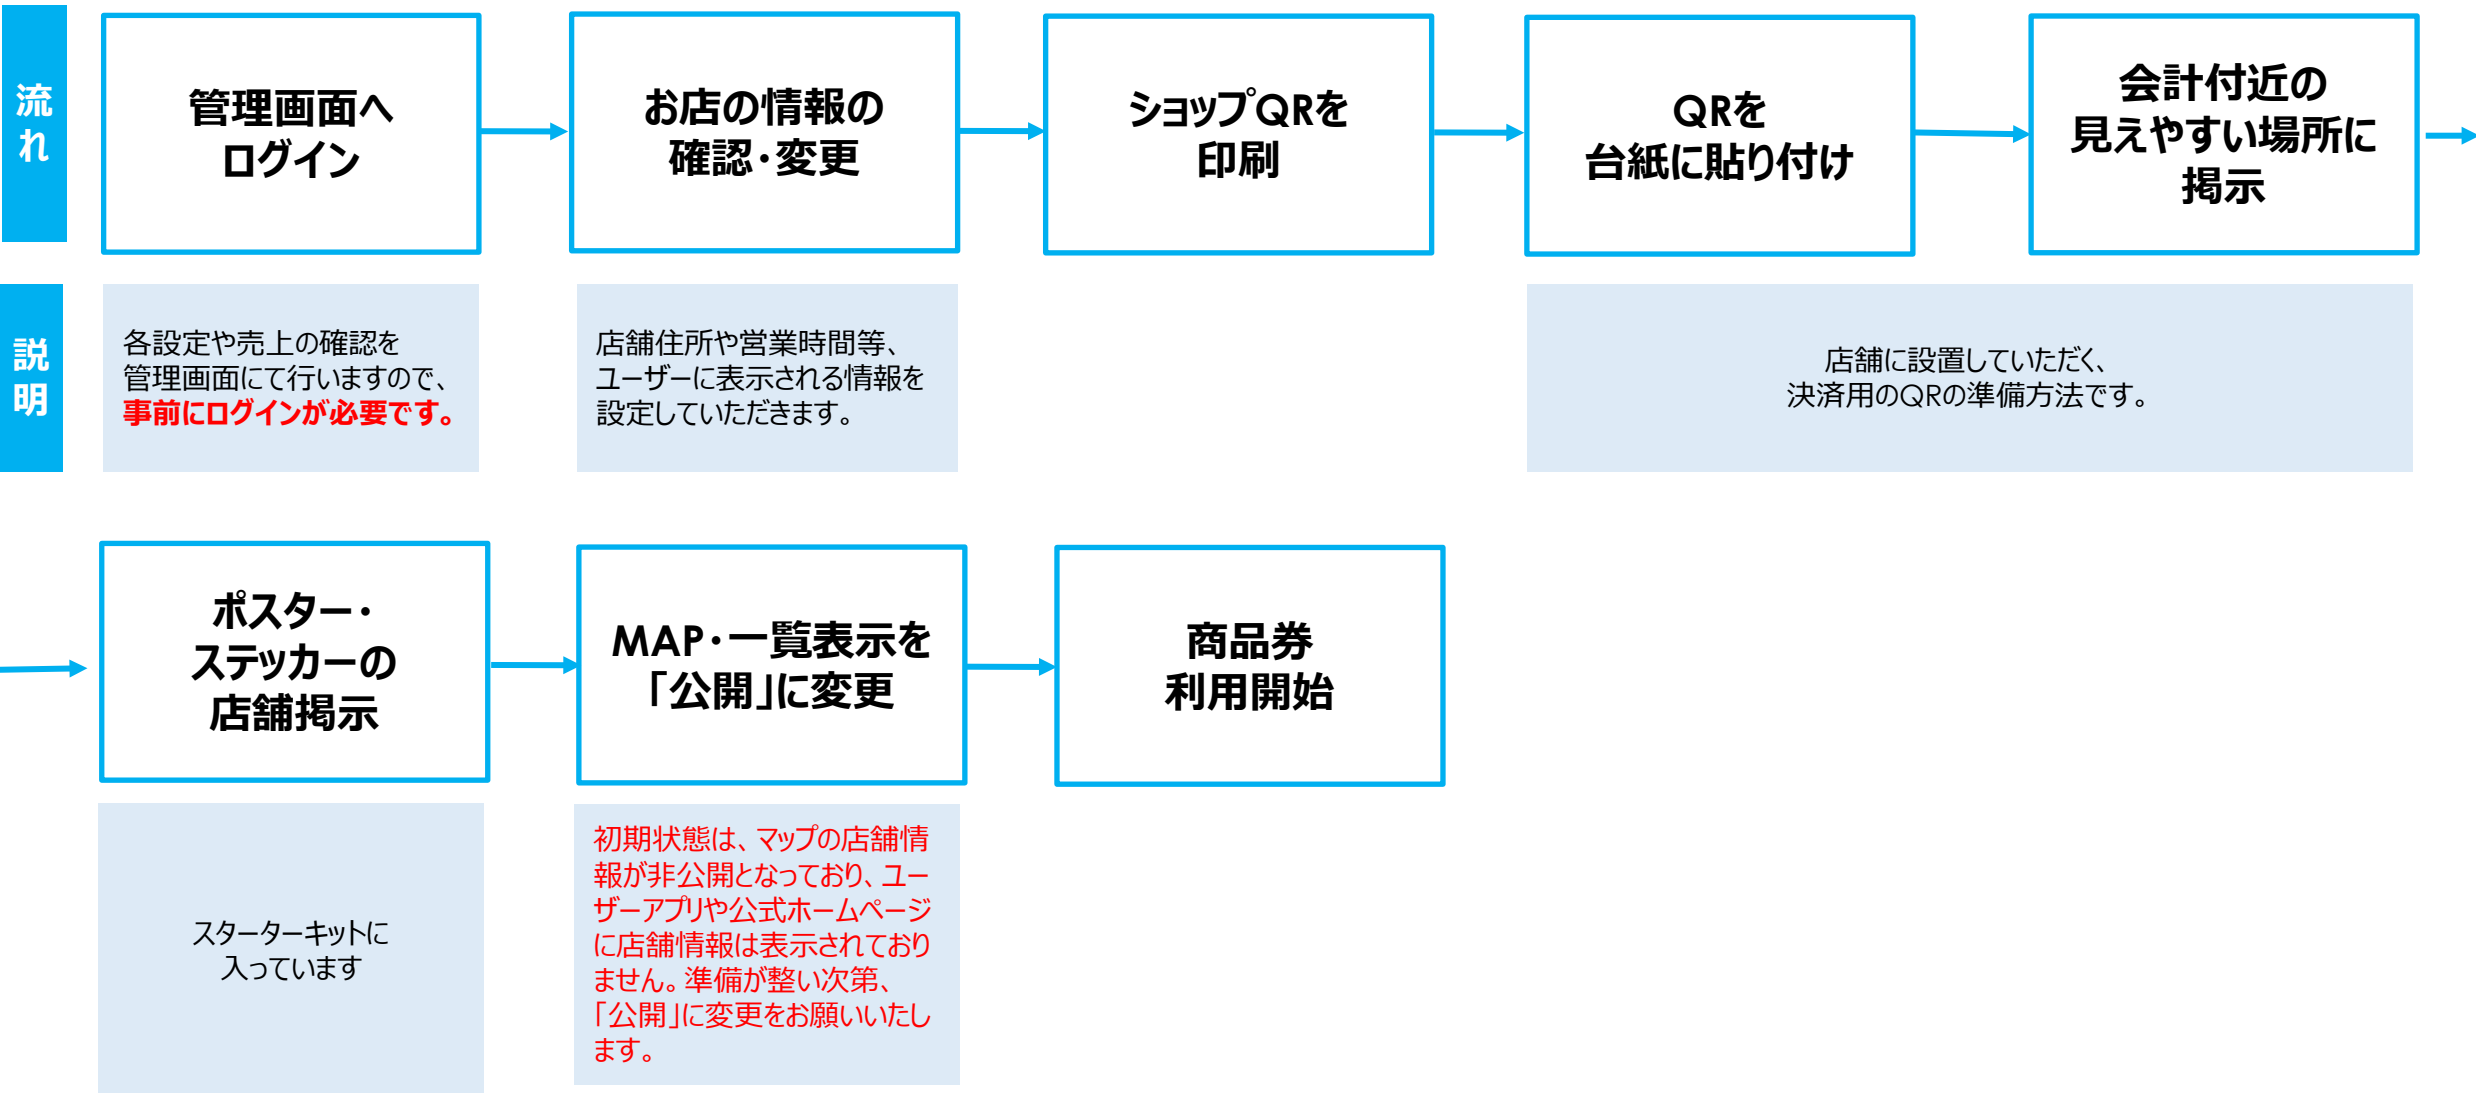 流
れ
管理画面へ
ログイン
お店の情報の
確認・変更
ショップQRを
印刷
QRを
台紙に貼り付け
会計付近の
見えやすい場所に
掲示
説
明
各設定や売上の確認を
管理画面にて行いますので、
事前にログインが必要です。
店舗住所や営業時間等、
ユーザーに表示される情報を
設定していただきます。
店舗に設置していただく、
決済用のQRの準備方法です。
ポスター・
ステッカーの
店舗掲示
MAP・一覧表示を
「公開」に変更
商品券
利用開始
スターターキットに
入っています
初期状態は、マップの店舗情
報が非公開となっており、ユー
ザーアプリや公式ホームページ
に店舗情報は表示されており
ません。準備が整い次第、
「公開」に変更をお願いいたし
ます。